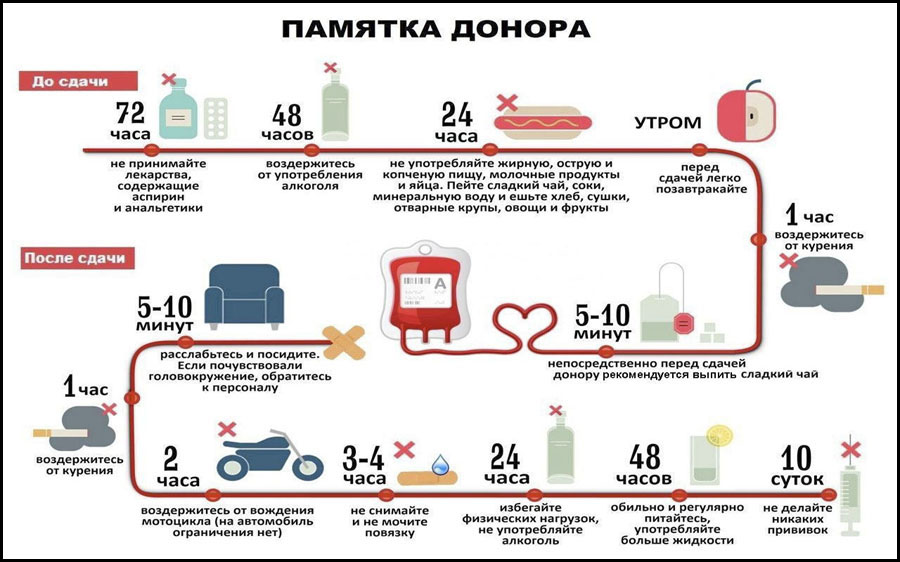 ПАМЯТКА ДОНОРА
До сдачи
72
часа
не принимайте
лекарства,
содержащие
аспирин
и анальгетики
48
часов
воздержитесь
от употребления
алкоголя
24
часа
не употребляйте жирную, острую и
копченую пищу, молочные продукты
и яйца. Пейте сладкий чай, соки,
минеральную воду и ешьте хлеб, сушки,
отварные крупы, овощи и фрукты
УТРОМ
перед
сдачей легко
позавтракайте
1 час
воздержитесь
от курения
5-10
минут
непосредственно перед сдачей
донору рекомендуется выпить сладкий чай
A
После сдачи
5-10
минут
расслабьтесь и посидите.
Если почувствовали
головокружение, обратитесь
к персоналу
1 час
воздержитесь
от курения
2
часа
воздержитесь от вождения
мотоцикла (на автомобиль
ограничения нет)
3-4
часа
не снимайте
и не мочите
повязку
24
часа
избегайте
физических нагрузок,
не употребляйте
алкоголь
48
часов
обильно и регулярно
питайтесь,
употребляйте
больше жидкости
10
суток
не делайте
никаких
прививок